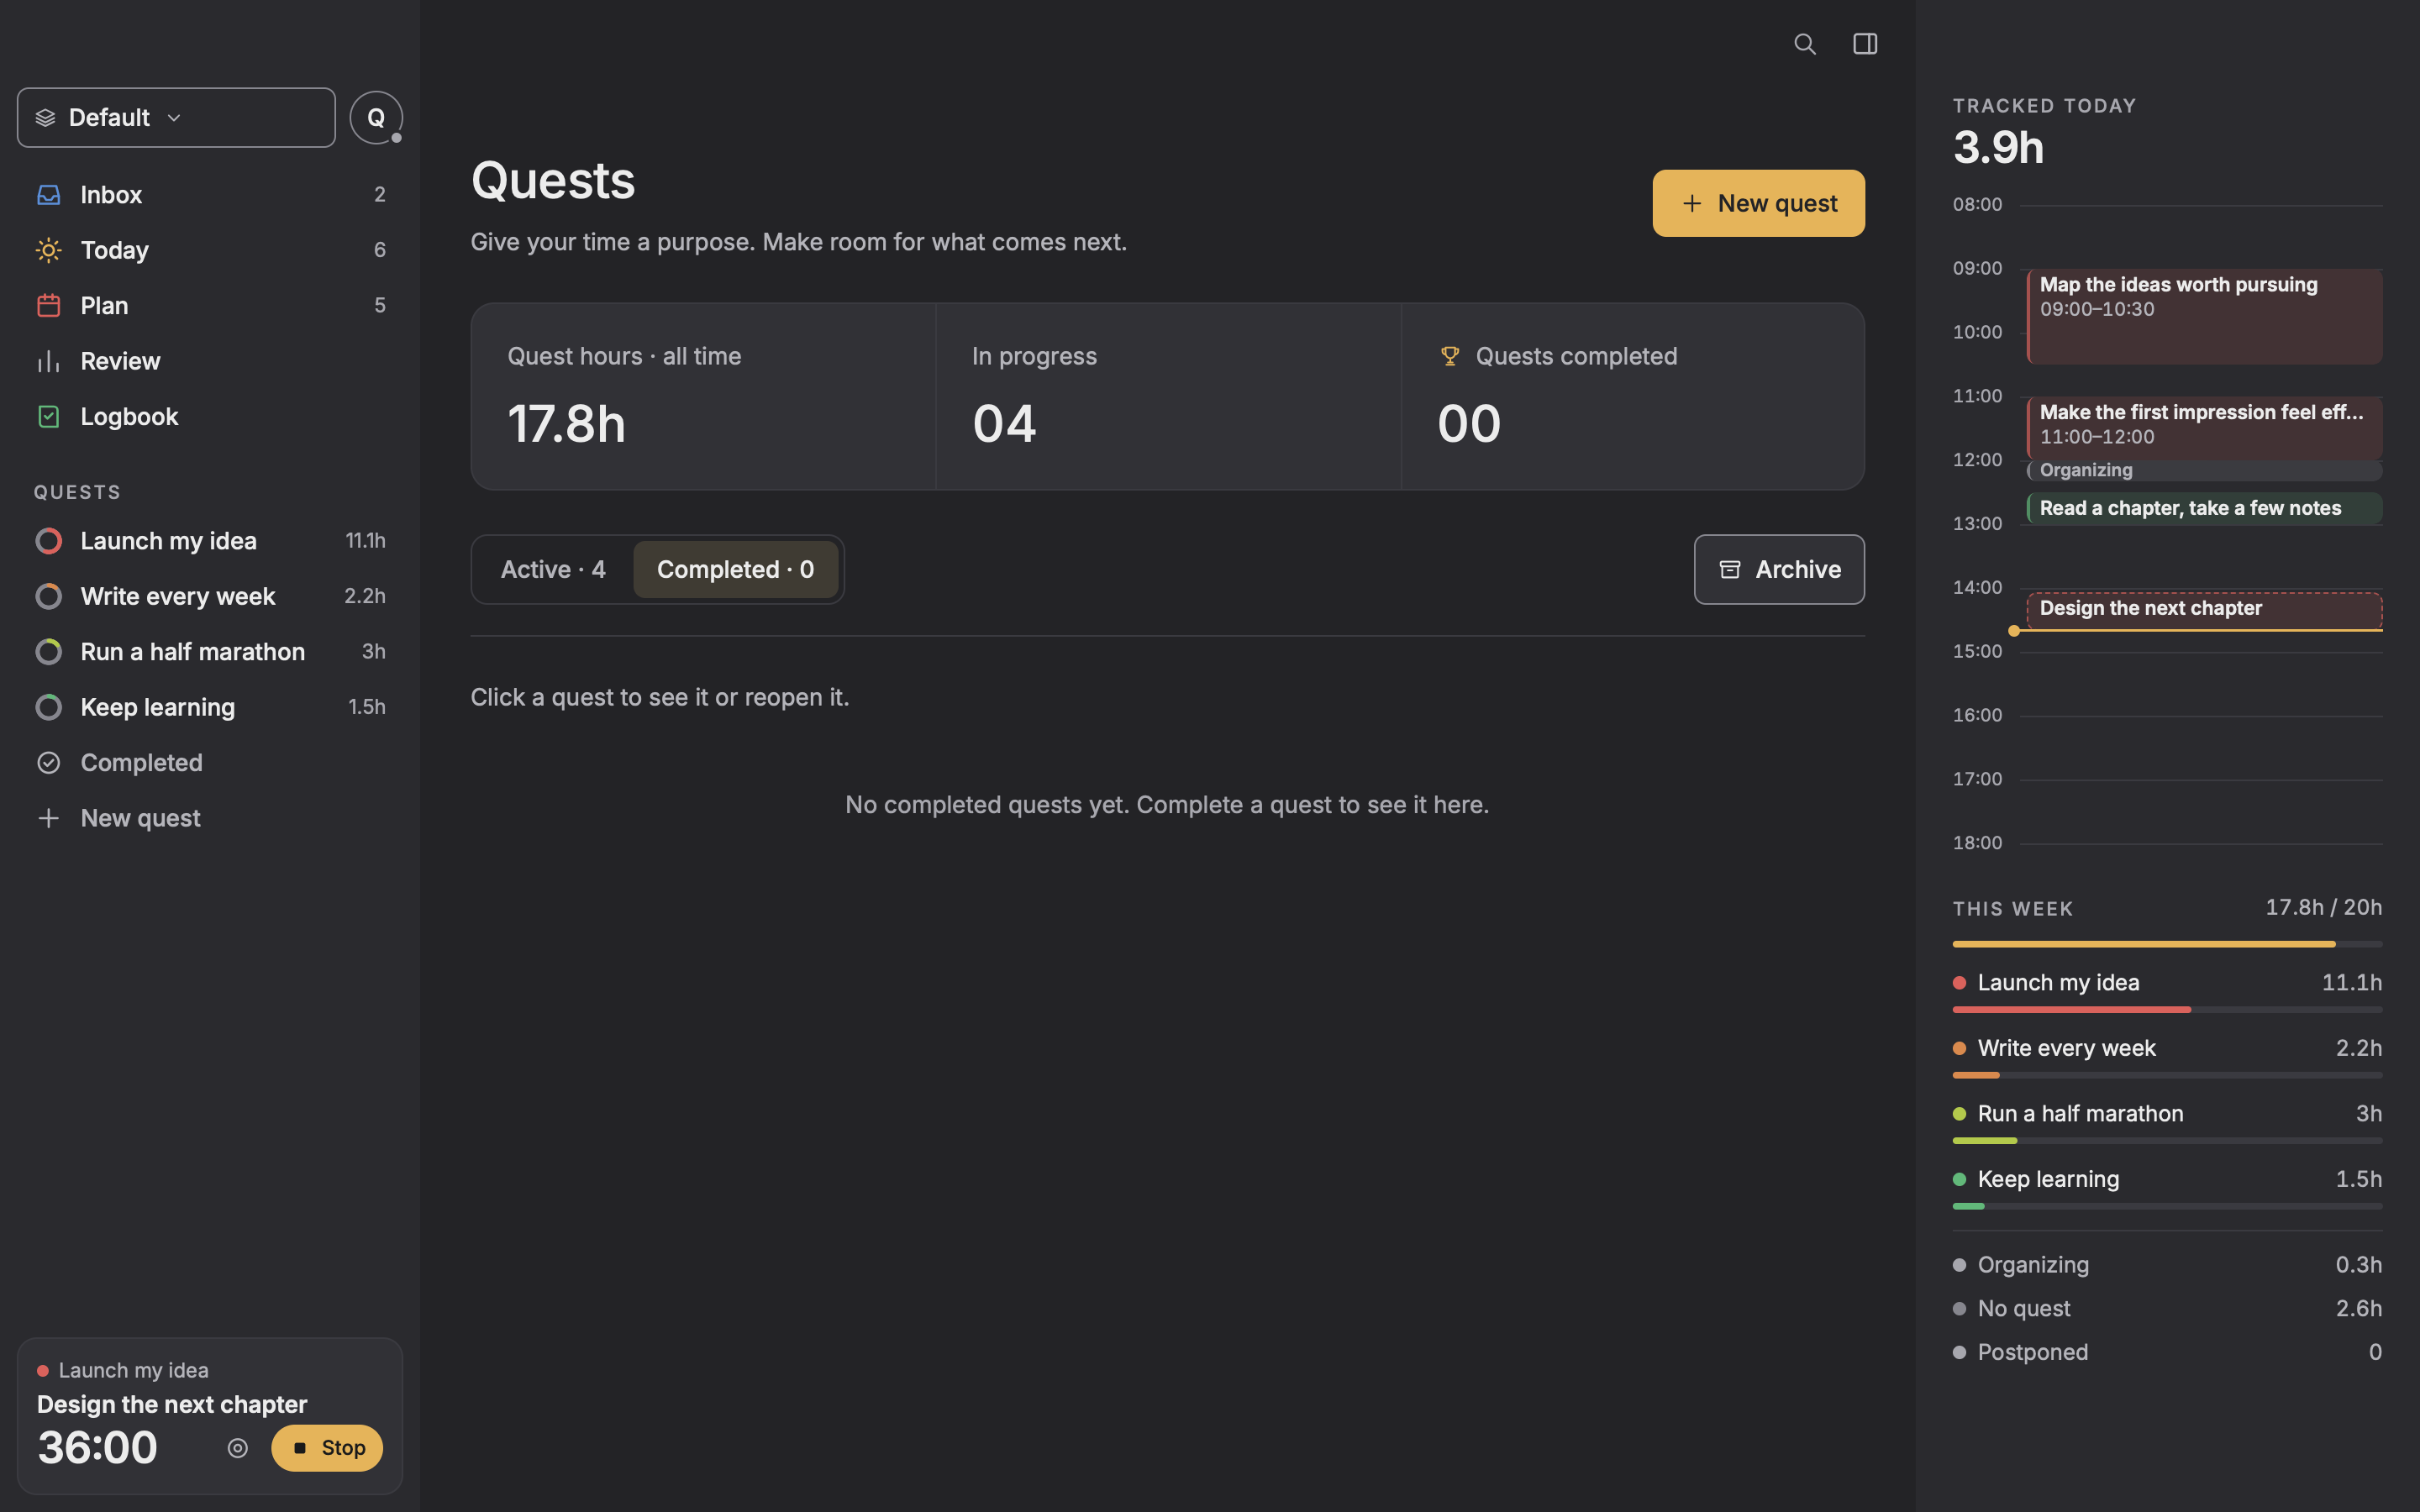 Default
Q
Inbox 2
Today 6
Plan 5
Review
Logbook
QUESTS
Launch my idea 11.1h
Write every week 2.2h
Run a half marathon 3h
Keep learning 1.5h
Completed
New quest
Launch my idea
Design the next chapter
36:00 Stop
Quests
Give your time a purpose. Make room for what comes next.
New quest
Quest hours · all time
17.8h
In progress
04
Quests completed
00
Active · 4 Completed · 0
Archive
Click a quest to see it or reopen it.
No completed quests yet. Complete a quest to see it here.
TRACKED TODAY
3.9h
08:00
09:00
Map the ideas worth pursuing
09:00–10:30
10:00
11:00
Make the first impression feel eff...
11:00–12:00
12:00
Organizing
Read a chapter, take a few notes
13:00
14:00
Design the next chapter
15:00
16:00
17:00
18:00
THIS WEEK 17.8h / 20h
Launch my idea 11.1h
Write every week 2.2h
Run a half marathon 3h
Keep learning 1.5h
Organizing 0.3h
No quest 2.6h
Postponed 0